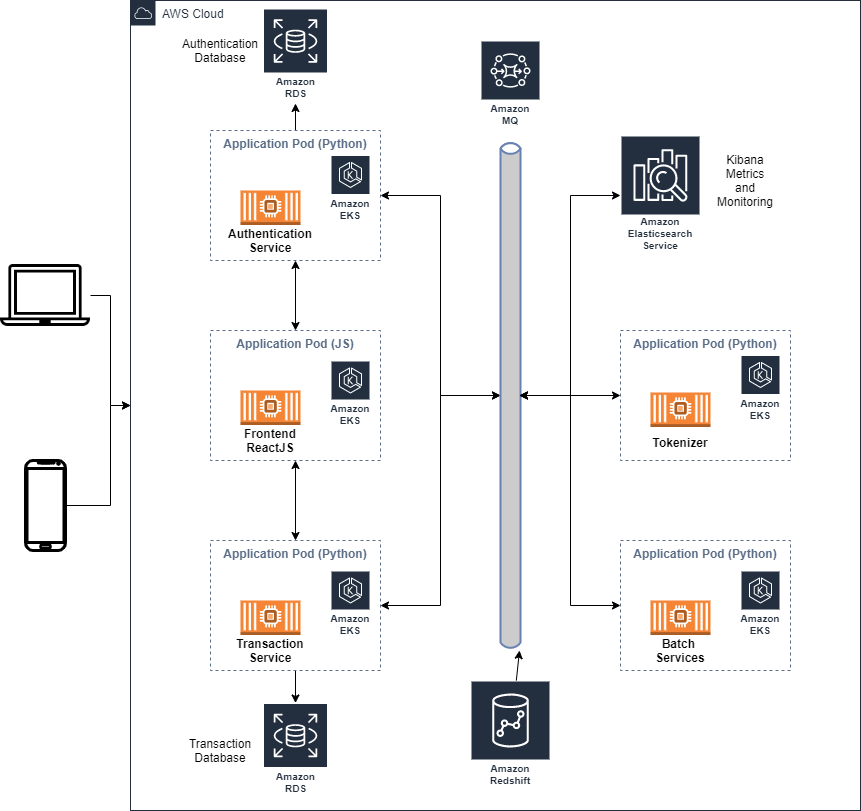 AWS Cloud
Authentication
Database
Amazon
RDS
Amazon
MQ
Application Pod (Python)
Amazon
EKS
Authentication
Service
Amazon
Elasticsearch
Service
Kibana
Metrics
and
Monitoring
Application Pod (JS)
Amazon
EKS
Frontend
ReactJS
Application Pod (Python)
Amazon
EKS
Tokenizer
Application Pod (Python)
Amazon
EKS
Transaction
Service
Application Pod (Python)
Amazon
EKS
Batch
Services
Transaction
Database
Amazon
RDS
Amazon
Redshift